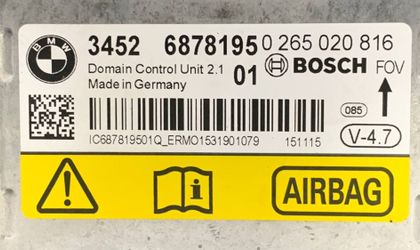 BMW
3452 6878195 0 265 020 816
Domain Control Unit 2.1 01 BOSCH FOV
Made in Germany
085
V-4.7
IC687819501Q_ERMO1531901079 151115
AIRBAG